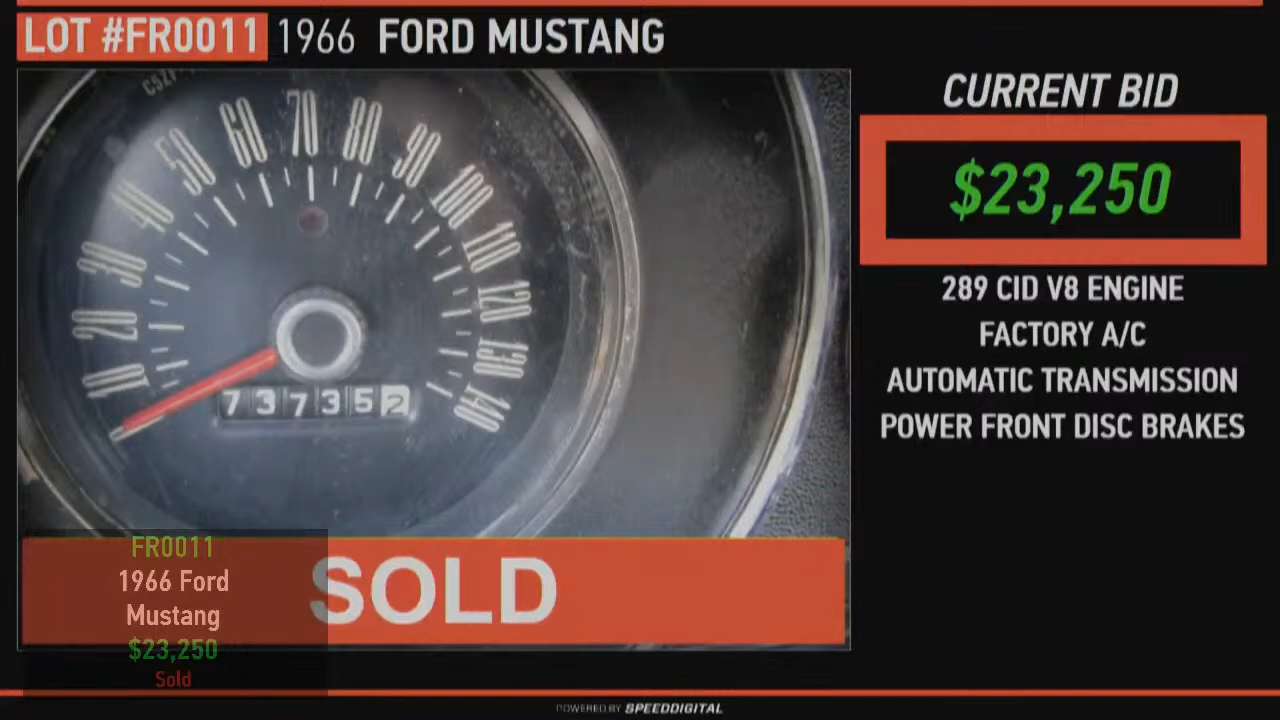 LOT #FR0011 1966 FORD MUSTANG
CURRENT BID
$23,250
289 CID V8 ENGINE
FACTORY A/C
AUTOMATIC TRANSMISSION
POWER FRONT DISC BRAKES
10 20 30 40 50 60 70 80 90 100 110 120 130 140
737352
SOLD
FR0011
1966 Ford
Mustang
$23,250
Sold
POWERED BY SPEEDDIGITAL